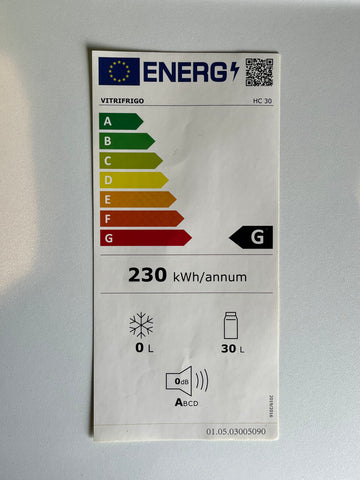 ENERG
VITRIFRIGO HC 30
A
B
C
D
E
F
G G
230 kWh/annum
0 L 30 L
0dB
ABCD
2019/2016
01.05.03005090